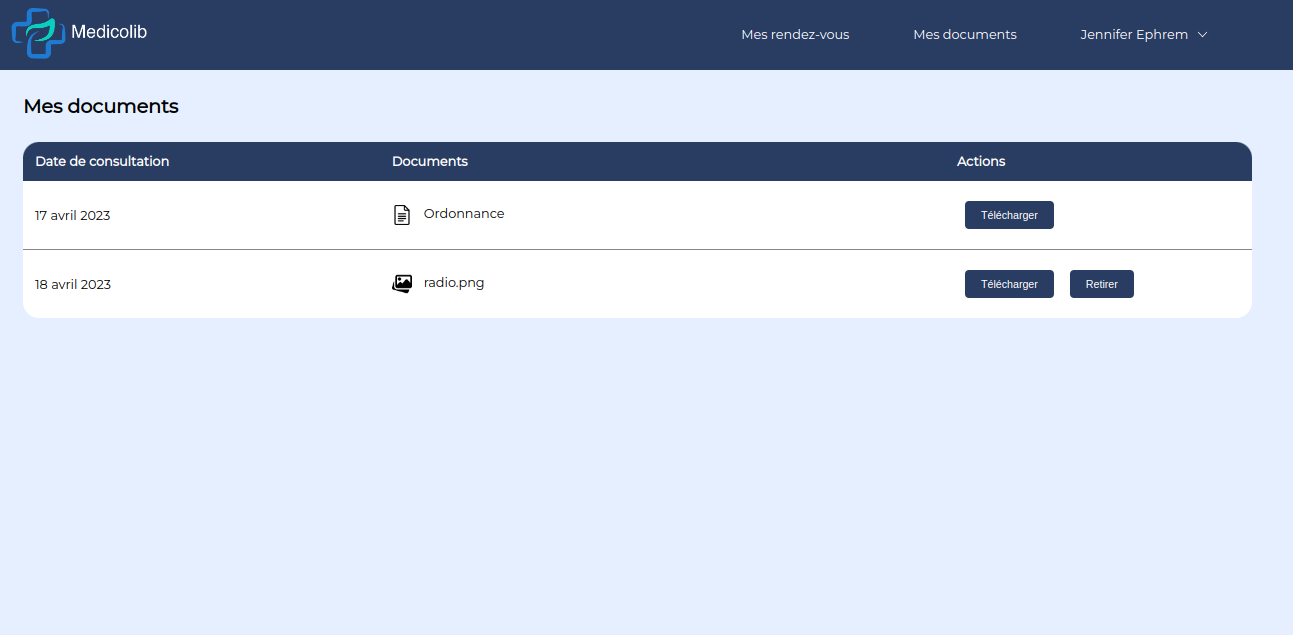 Medicolib
Mes rendez-vous Mes documents Jennifer Ephrem
Mes documents
Date de consultation Documents Actions
17 avril 2023 Ordonnance Télécharger
18 avril 2023 radio.png Télécharger Retirer